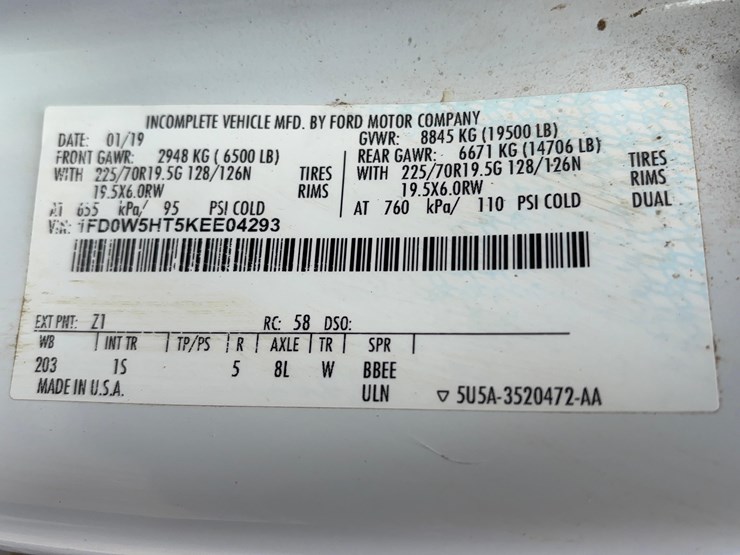 INCOMPLETE VEHICLE MFD. BY FORD MOTOR COMPANY
DATE: 01/19 GVWR: 8845 KG (19500 LB)
FRONT GAWR: 2948 KG ( 6500 LB) REAR GAWR: 6671 KG (14706 LB)
WITH 225/70R19.5G 128/126N TIRES WITH 225/70R19.5G 128/126N TIRES
19.5X6.0RW RIMS 19.5X6.0RW RIMS
AT 655 kPa/ 95 PSI COLD AT 760 kPa/ 110 PSI COLD DUAL
VIN: 1FD0W5HT5KEE04293
EXT PNT: Z1 RC: 58 DSO:
WB INT TR TP/PS R AXLE TR SPR
203 1S 5 8L W BBEE
MADE IN U.S.A. ULN ▽ 5U5A-3520472-AA